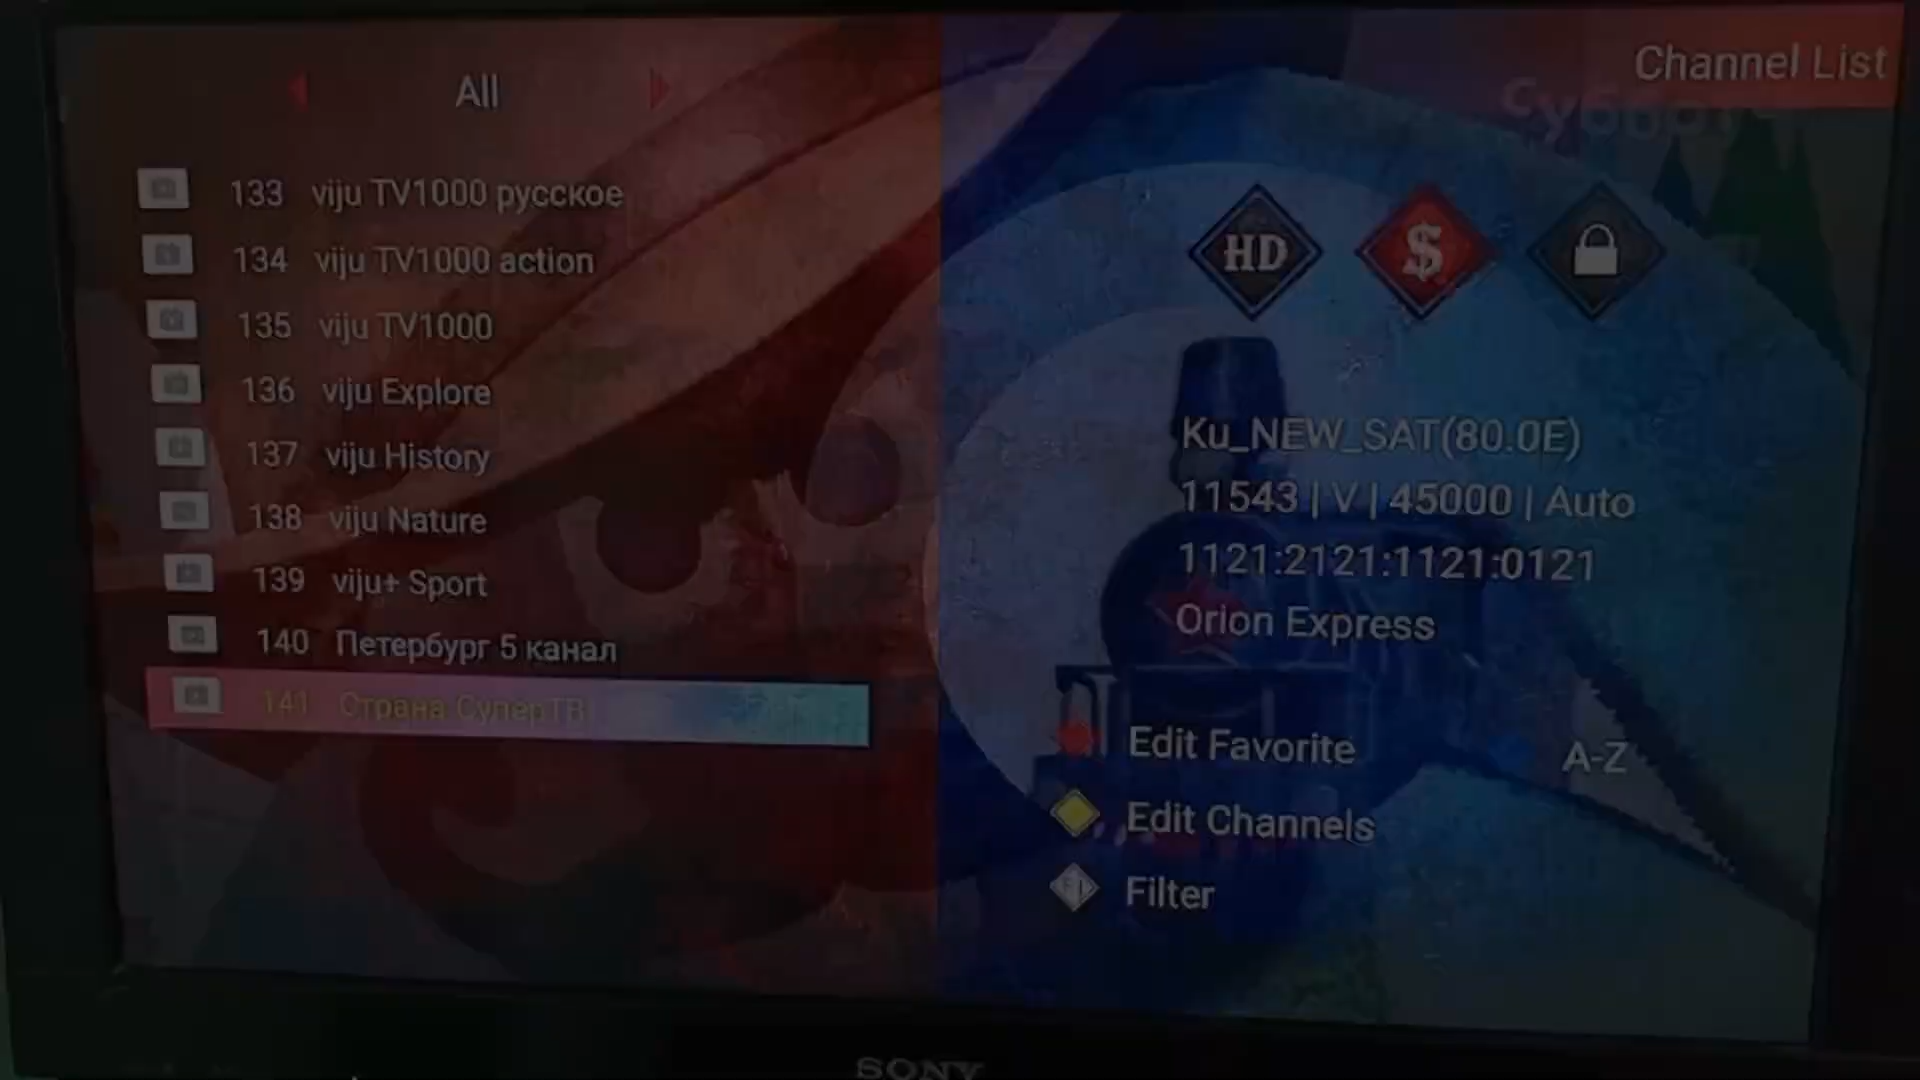 Channel List
All
133 viju TV1000 русское
134 viju TV1000 action
135 viju TV1000
136 viju Explore
137 viju History
138 viju Nature
139 viju+ Sport
140 Петербург 5 канал
141 Страна СуперТВ
HD
$
Ku_NEW_SAT(80.0E)
11543 | V | 45000 | Auto
1121:2121:1121:0121
Orion Express
Edit Favorite
A-Z
Edit Channels
Filter
SONY